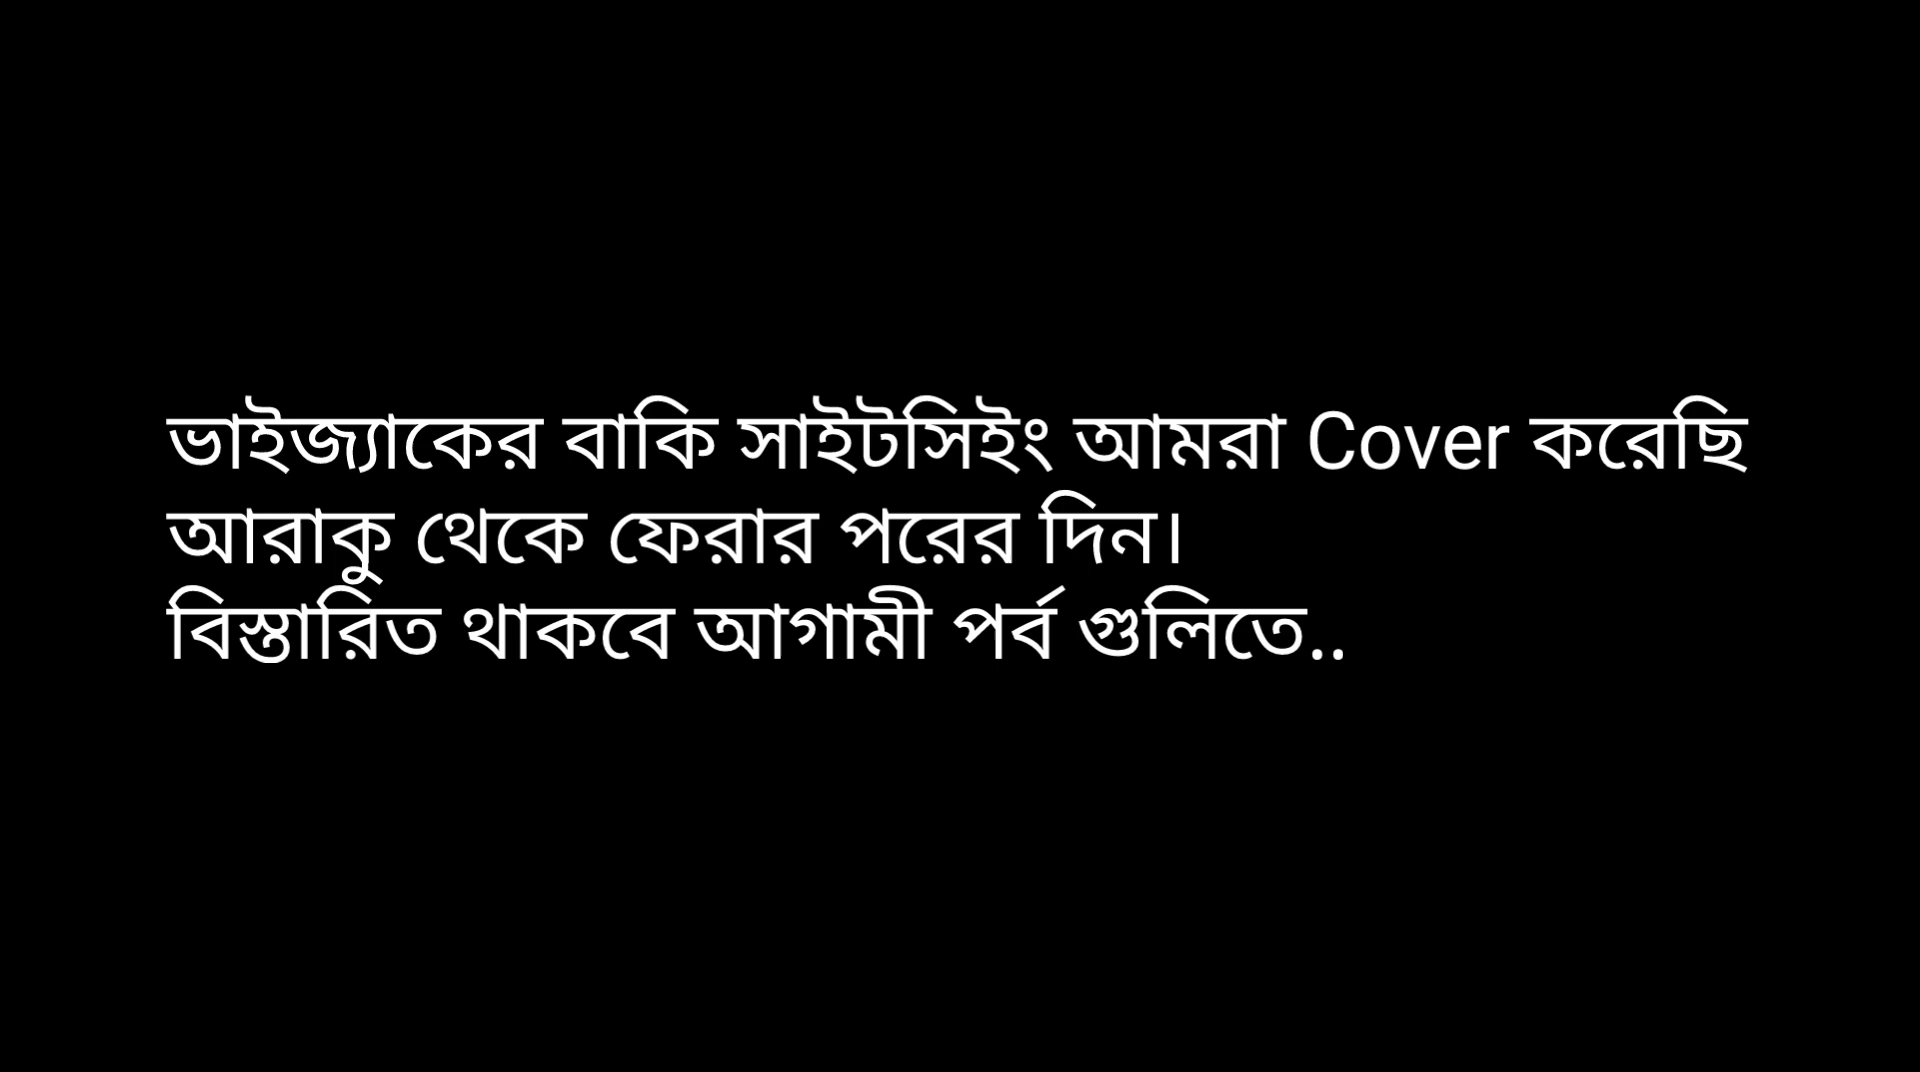 ভাইজ্যাকের বাকি সাইটসিইং আমরা Cover করেছি
আরাকু থেকে ফেরার পরের দিন।
বিস্তারিত থাকবে আগামী পর্ব গুলিতে..